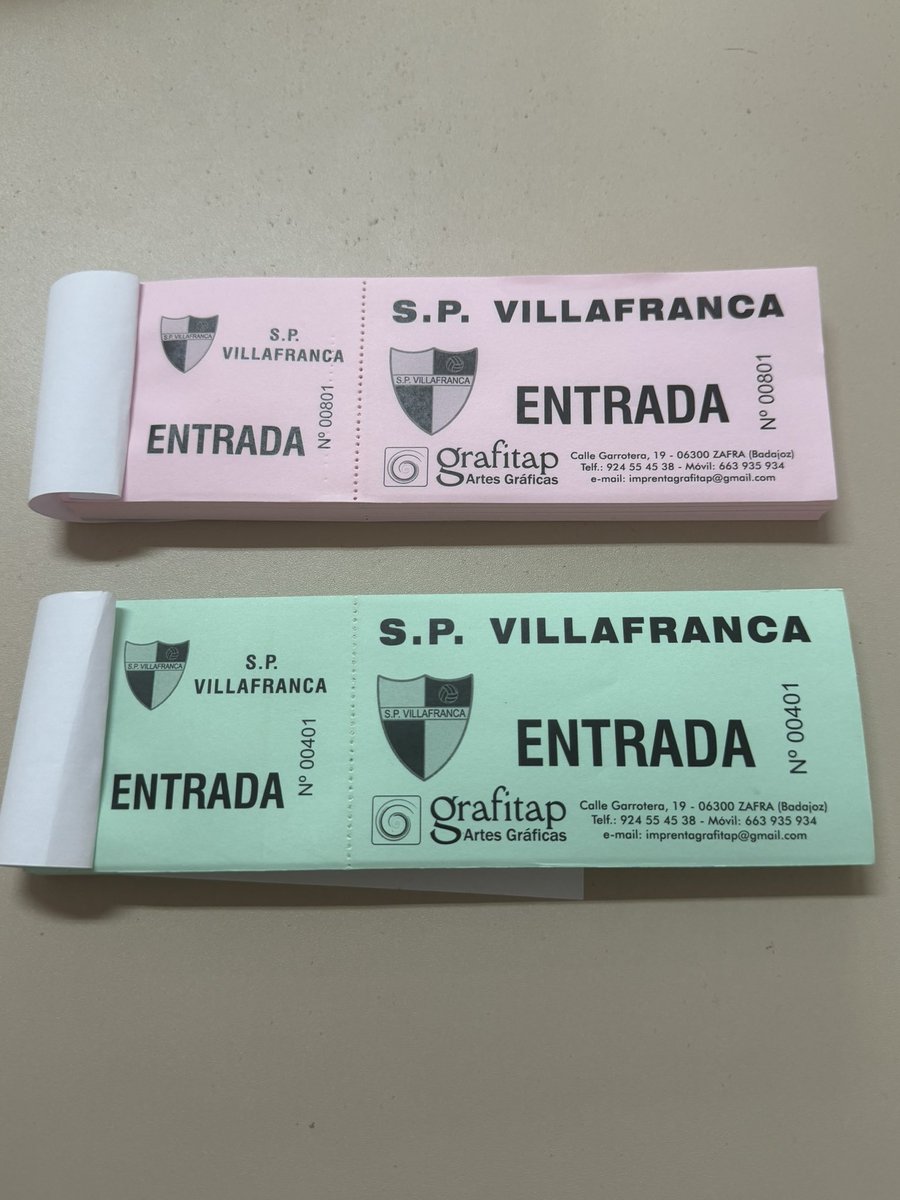 S.P. VILLAFRANCA
S.P.
VILLAFRANCA
ENTRADA
Nº 00801
S.P. VILLAFRANCA
S.P. VILLAFRANCA
ENTRADA
Nº 00801
grafitap
Artes Gráficas
Calle Garrotera, 19 - 06300 ZAFRA (Badajoz)
Telf.: 924 55 45 38 - Móvil: 663 935 934
e-mail: imprentagrafitap@gmail.com
S.P. VILLAFRANCA
S.P.
VILLAFRANCA
ENTRADA
Nº 00401
S.P. VILLAFRANCA
S.P. VILLAFRANCA
ENTRADA
Nº 00401
grafitap
Artes Gráficas
Calle Garrotera, 19 - 06300 ZAFRA (Badajoz)
Telf.: 924 55 45 38 - Móvil: 663 935 934
e-mail: imprentagrafitap@gmail.com